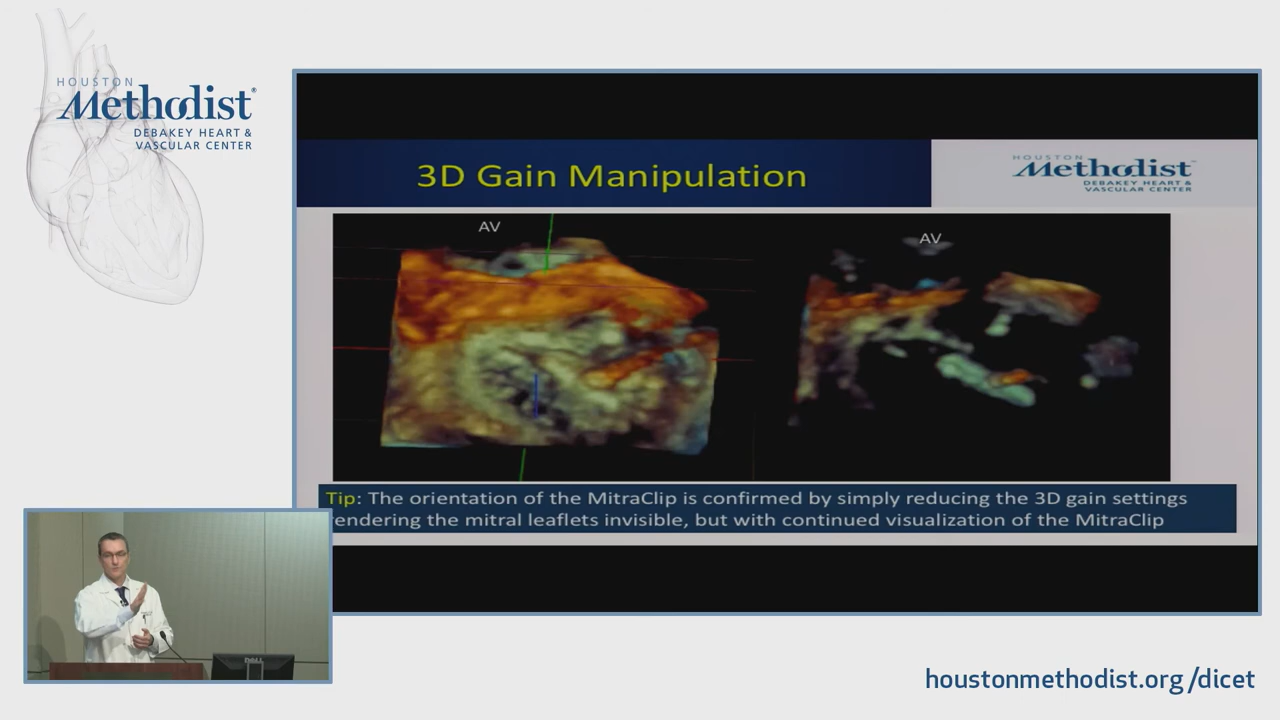 HOUSTON
Methodist®
DEBAKEY HEART &
VASCULAR CENTER
3D Gain Manipulation
HOUSTON
Methodist
DEBAKEY HEART &
VASCULAR CENTER
AV
AV
Tip: The orientation of the MitraClip is confirmed by simply reducing the 3D gain settings
rendering the mitral leaflets invisible, but with continued visualization of the MitraClip
DELL
houstonmethodist.org/dicet